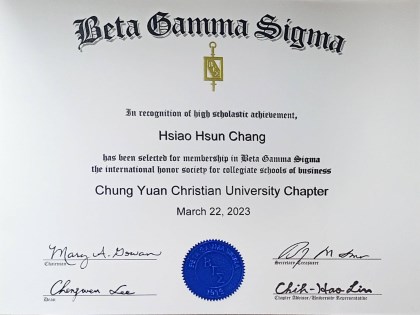 Beta Gamma Sigma
In recognition of high scholastic achievement,
Hsiao Hsun Chang
has been selected for membership in Beta Gamma Sigma
the international honor society for collegiate schools of business
Chung Yuan Christian University Chapter
March 22, 2023
Mary A. Gowan
Chairman
Secretary-Treasurer
Chengwen Lee
Dean
Chih-Hao Lin
Chapter Advisor/University Representative